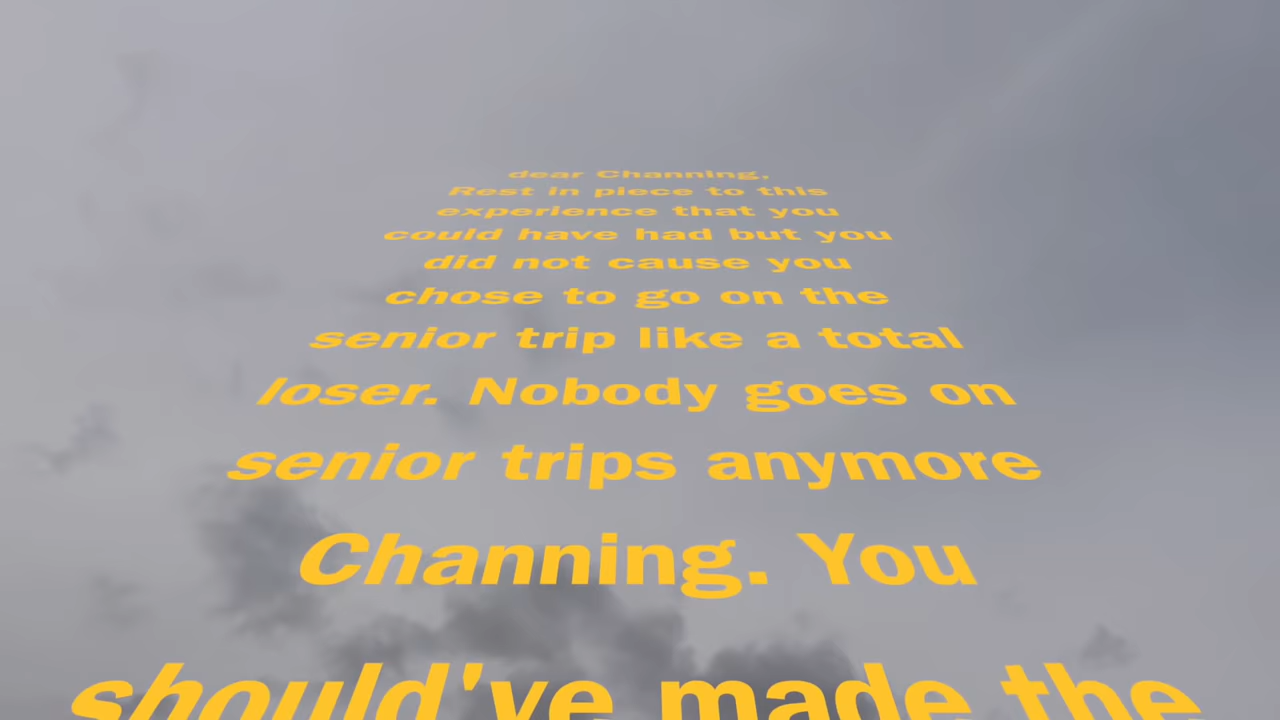 dear Channing.
Rest in piece to this
experience that you
could have had but you
did not cause you
chose to go on the
senior trip like a total
loser. Nobody goes on
senior trips anymore
Channing. You
should've made the